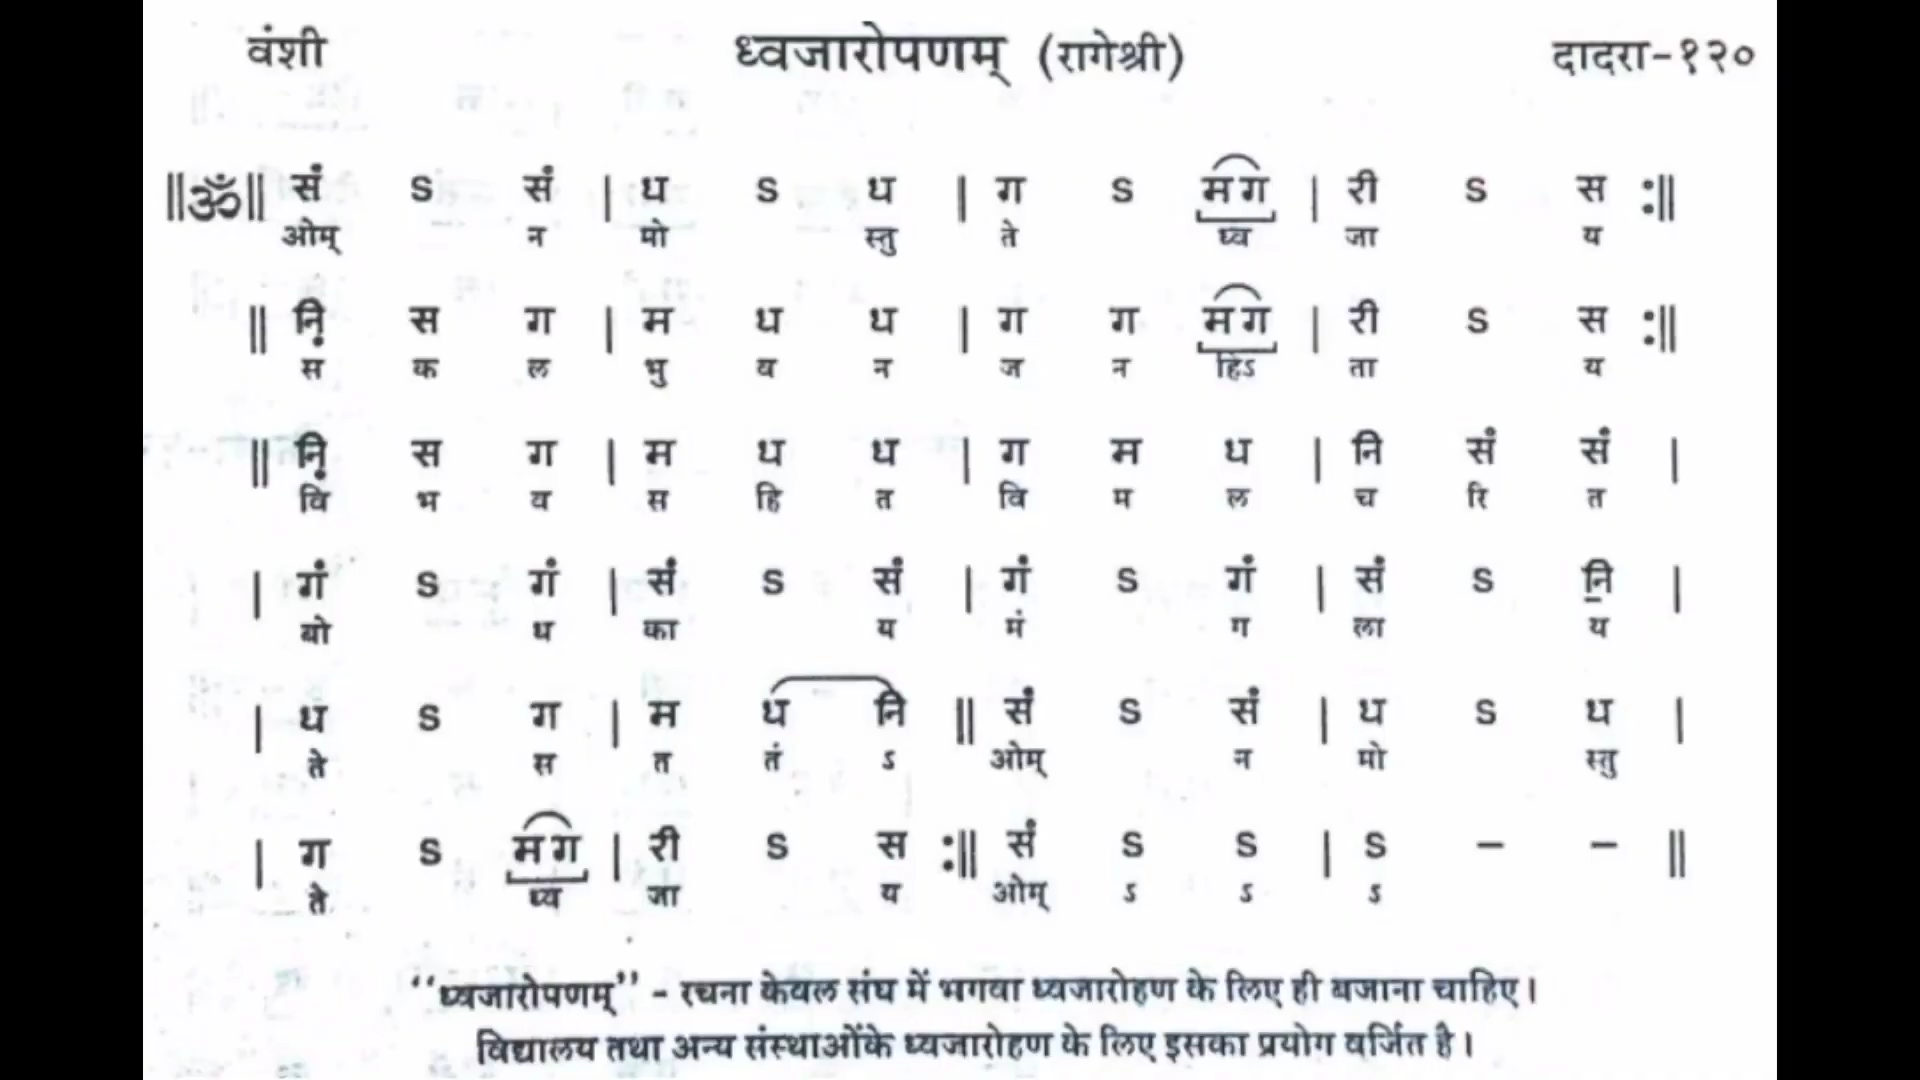 वंशी ध्वजारोपणम् (रागेश्री) दादरा-१२०
||ॐ|| सं S सं | ध S ध | ग S मग | री S स :||
ओम् न मो स्तु ते ध्व जा य
|| नि़ स ग | म ध ध | ग ग मग | री S स :||
स क ल भु व न ज न हिऽ ता य
|| नि़ स ग | म ध ध | ग म ध | नि सं सं |
वि भ व स हि त वि म ल च रि त
| गं S गं | सं S सं | गं S गं | सं S नि॒ |
बो ध का य मं ग ला य
| ध S ग | म ध नि || सं S सं | ध S ध |
ते स त तं ऽ ओम् न मो स्तु
| ग S मग | री S स :|| सं S S | S – – ||
ते ध्व जा य ओम् ऽ ऽ ऽ
‘‘ध्वजारोपणम्’’ - रचना केवल संघ में भगवा ध्वजारोहण के लिए ही बजाना चाहिए।
विद्यालय तथा अन्य संस्थाओंके ध्वजारोहण के लिए इसका प्रयोग वर्जित है।